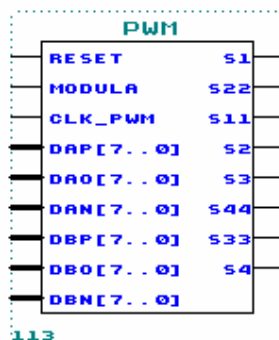 PWM
RESET S1
MODULA S22
CLK_PWM S11
DAP[7..0] S2
DAO[7..0] S3
DAN[7..0] S44
DBP[7..0] S33
DBO[7..0] S4
DBN[7..0]
113